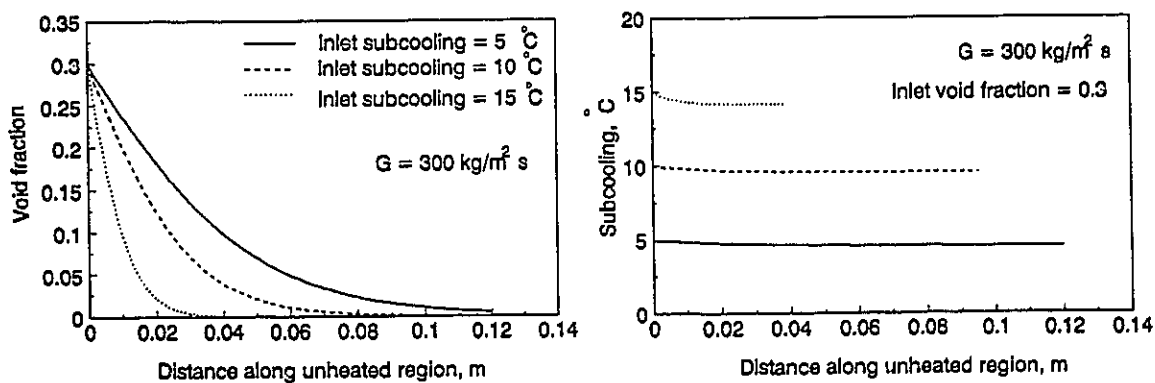 0.35
0.3
0.25
0.2
0.15
0.1
0.05
0
Void fraction
Inlet subcooling = 5 °C
Inlet subcooling = 10 °C
Inlet subcooling = 15 °C
G = 300 kg/m² s
0 0.02 0.04 0.06 0.08 0.1 0.12 0.14
Distance along unheated region, m
20
15
10
5
0
Subcooling, °C
G = 300 kg/m² s
Inlet void fraction = 0.3
0 0.02 0.04 0.06 0.08 0.1 0.12 0.14
Distance along unheated region, m